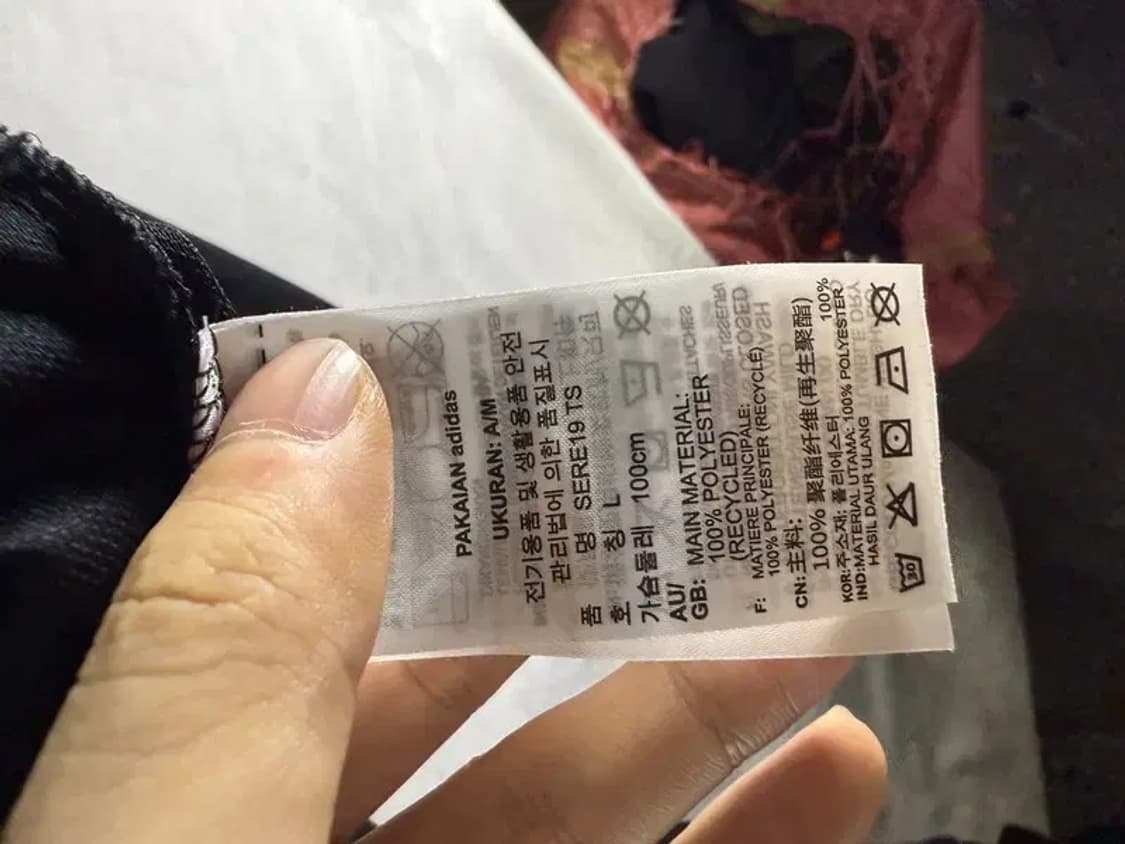 PAKAIAN adidas
UKURAN: A/M
전기용품 및 생활용품 안전
관리법에 의한 품질표시
품 명 SERE19 TS
호 칭 L
가슴둘레 100cm
AU/
GB: MAIN MATERIAL:
100% POLYESTER
(RECYCLED)
F: MATIERE PRINCIPALE:
100% POLYESTER (RECYCLÉ)
CN: 主料:
100% 聚酯纤维(再生聚酯)
KOR:주소재: 폴리에스터 100%
IND:MATERIAL UTAMA: 100% POLYESTER
HASIL DAUR ULANG
30